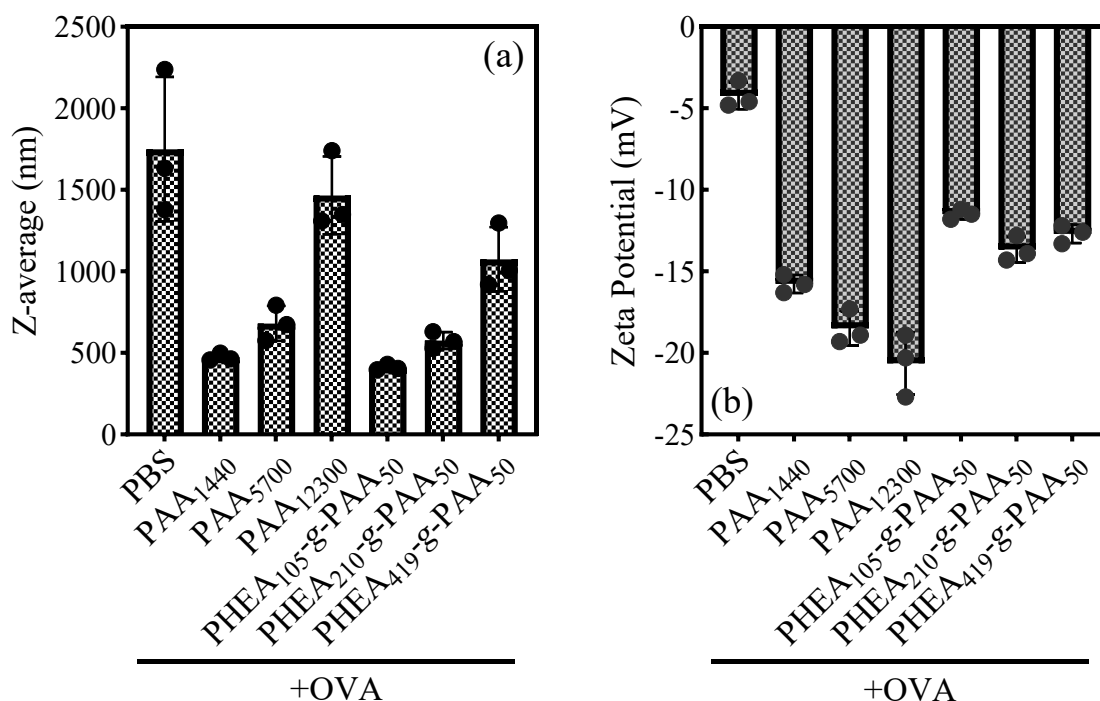 2500
2000
1500
1000
500
0
Z-average (nm)
(a)
PBS
PAA1440
PAA5700
PAA12300
PHEA105-g-PAA50
PHEA210-g-PAA50
PHEA419-g-PAA50
+OVA
0
-5
-10
-15
-20
-25
Zeta Potential (mV)
(b)
PBS
PAA1440
PAA5700
PAA12300
PHEA105-g-PAA50
PHEA210-g-PAA50
PHEA419-g-PAA50
+OVA